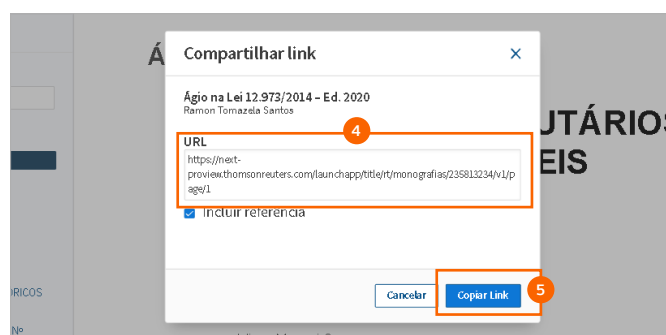 Á
Compartilhar link
Ágio na Lei 12.973/2014 – Ed. 2020
Ramon Tomazela Santos
4
URL
https://next-
proview.thomsonreuters.com/launchapp/title/rt/monografias/235813234/v1/p
age/1
Incluir referência
UTÁRIOS
EIS
Cancelar
Copiar Link
5
RICOS
Nº